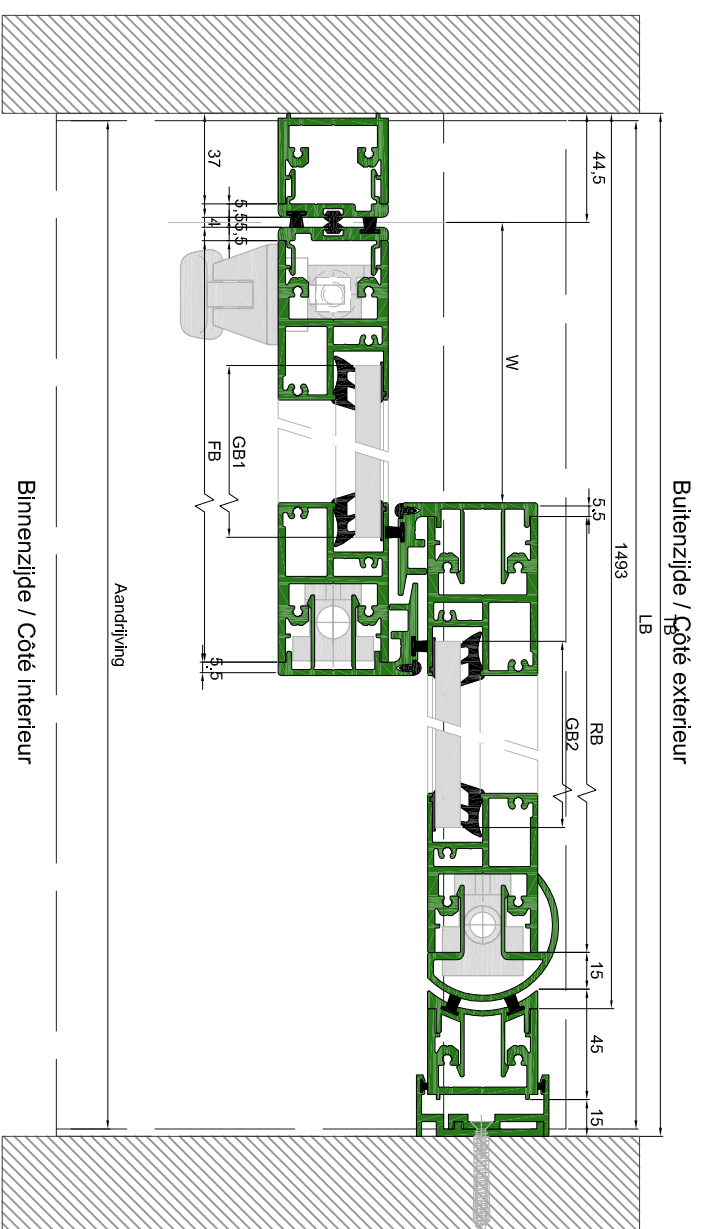 Buitenzijde / Côté exterieur
TB
LB
1493
44,5
W
5,5
RB
GB2
15
45
15
37
5,5
4
5,5
GB1
FB
5,5
Aandrijving
Binnenzijde / Côté interieur